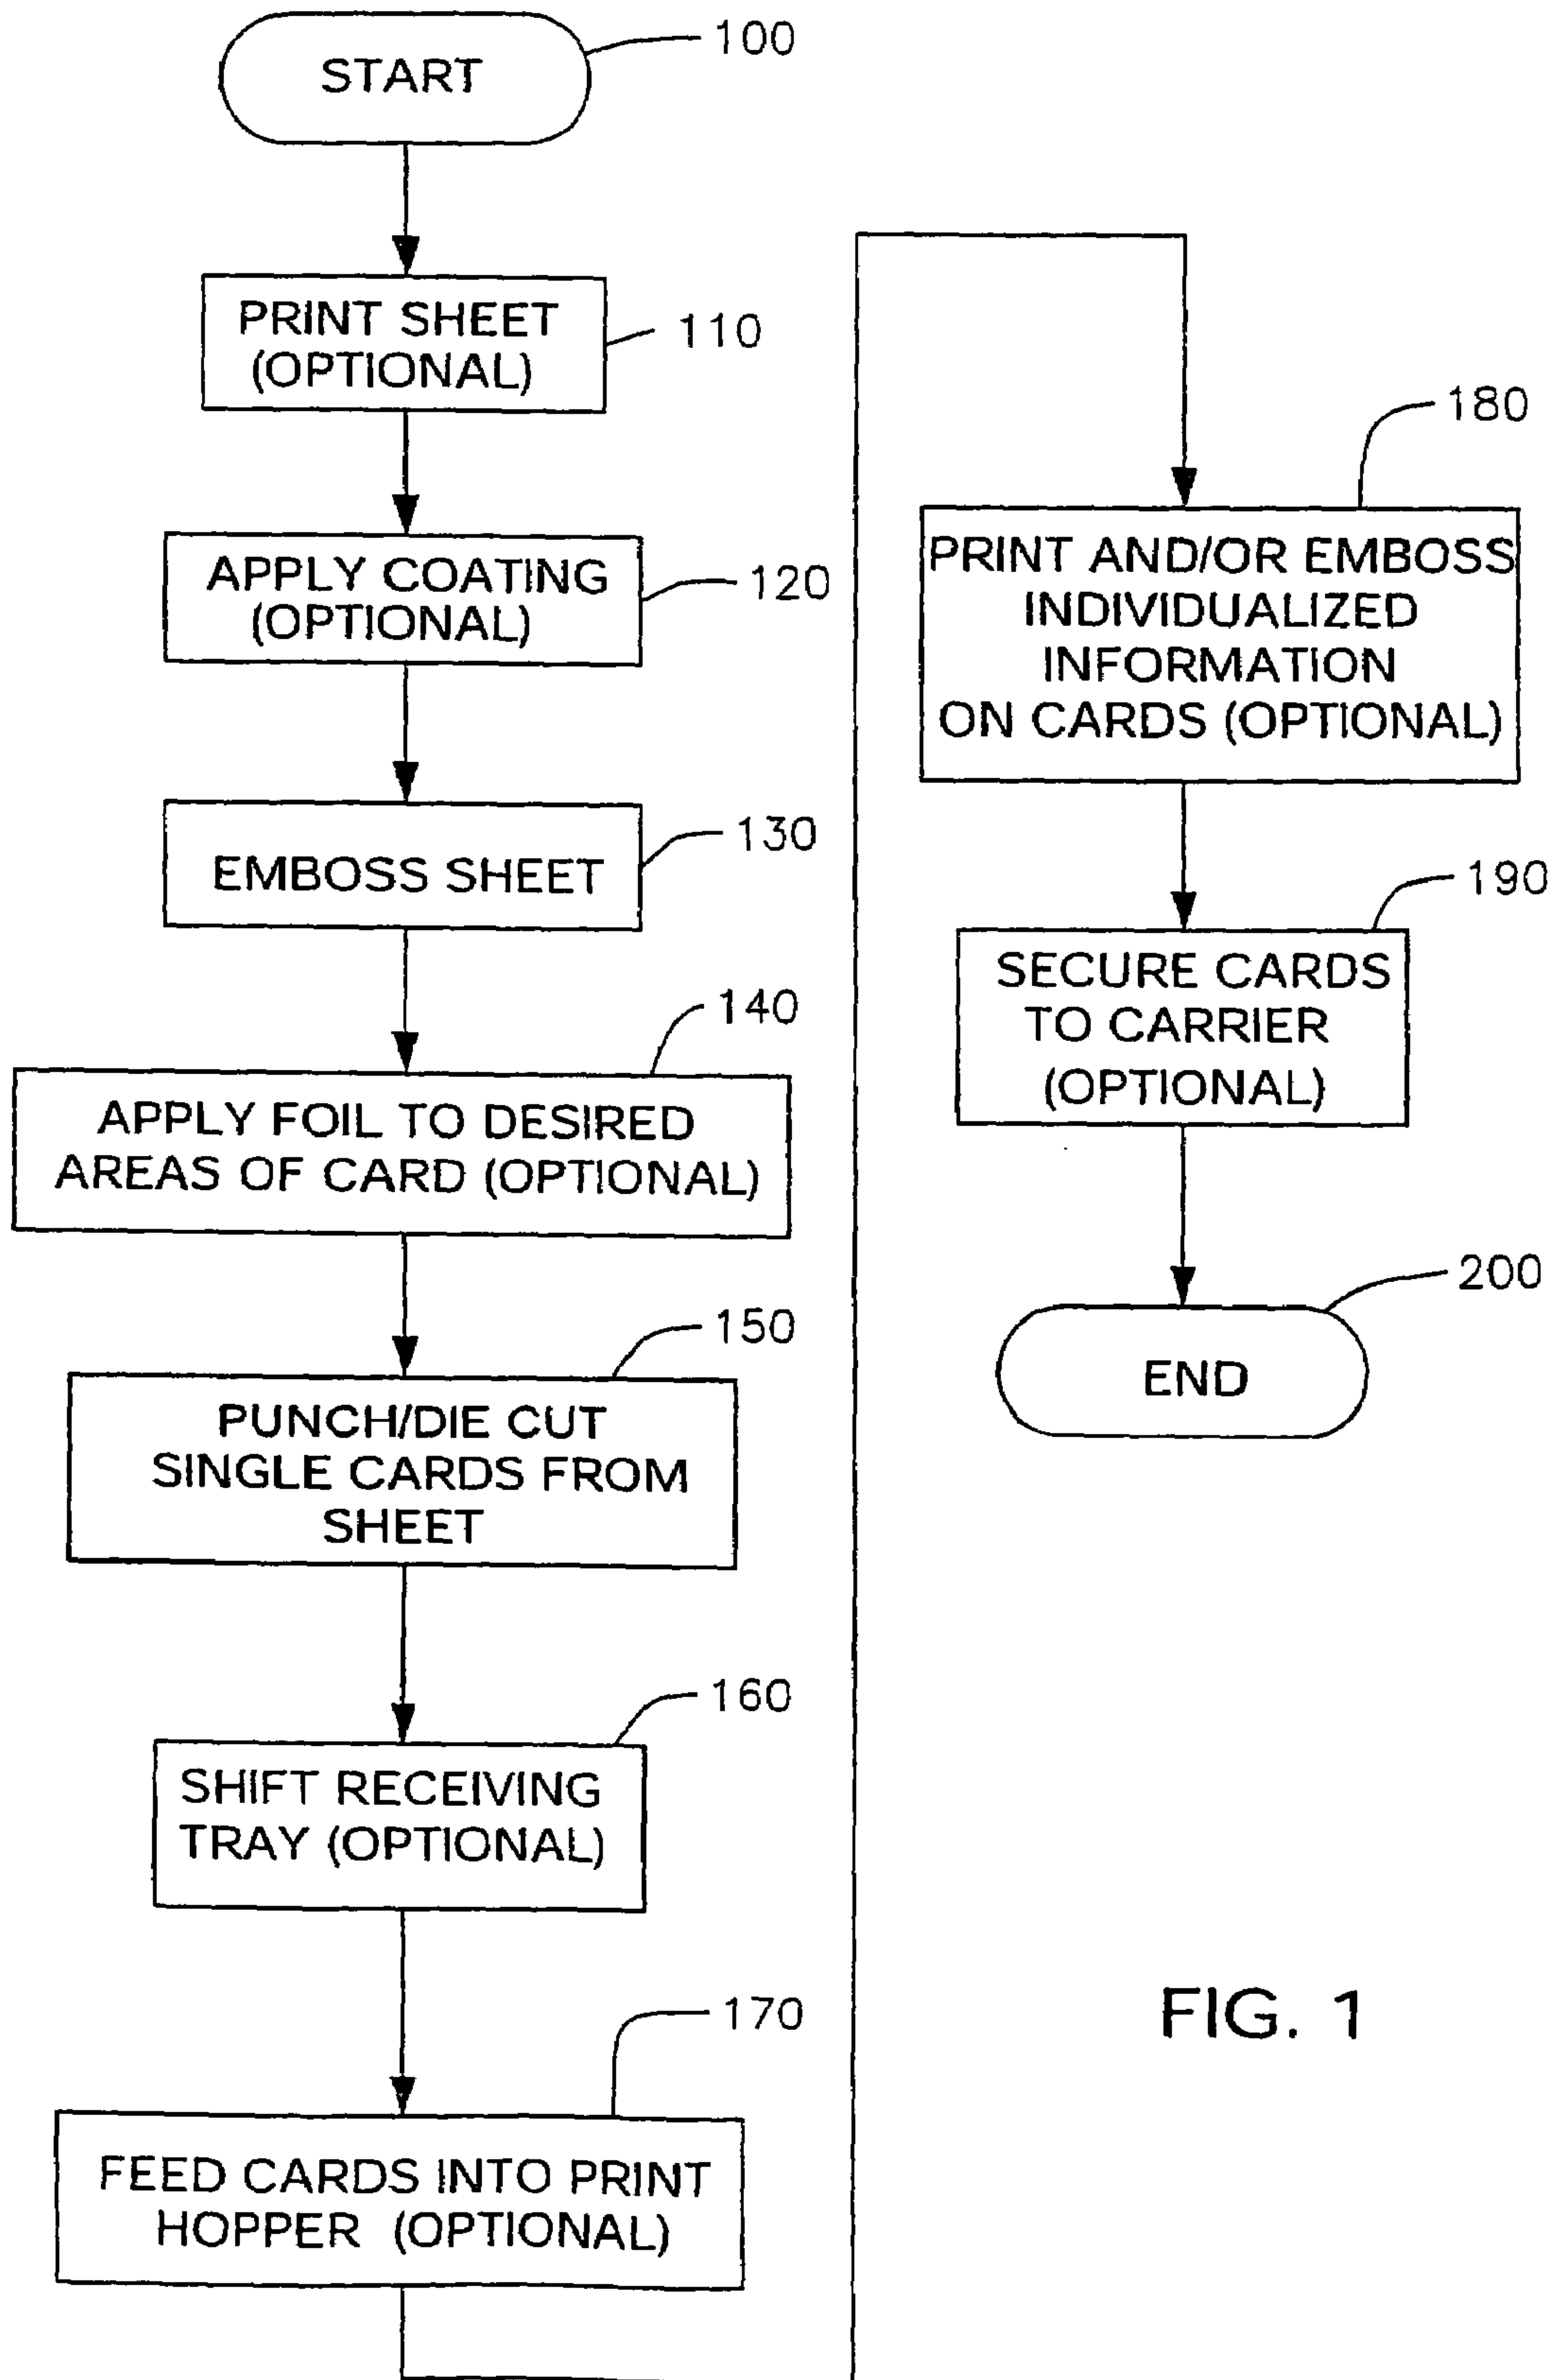 START
100
PRINT SHEET
(OPTIONAL)
110
APPLY COATING
(OPTIONAL)
120
EMBOSS SHEET
130
APPLY FOIL TO DESIRED
AREAS OF CARD (OPTIONAL)
140
PUNCH/DIE CUT
SINGLE CARDS FROM
SHEET
150
SHIFT RECEIVING
TRAY (OPTIONAL)
160
FEED CARDS INTO PRINT
HOPPER (OPTIONAL)
170
PRINT AND/OR EMBOSS
INDIVIDUALIZED
INFORMATION
ON CARDS (OPTIONAL)
180
SECURE CARDS
TO CARRIER
(OPTIONAL)
190
END
200
FIG. 1